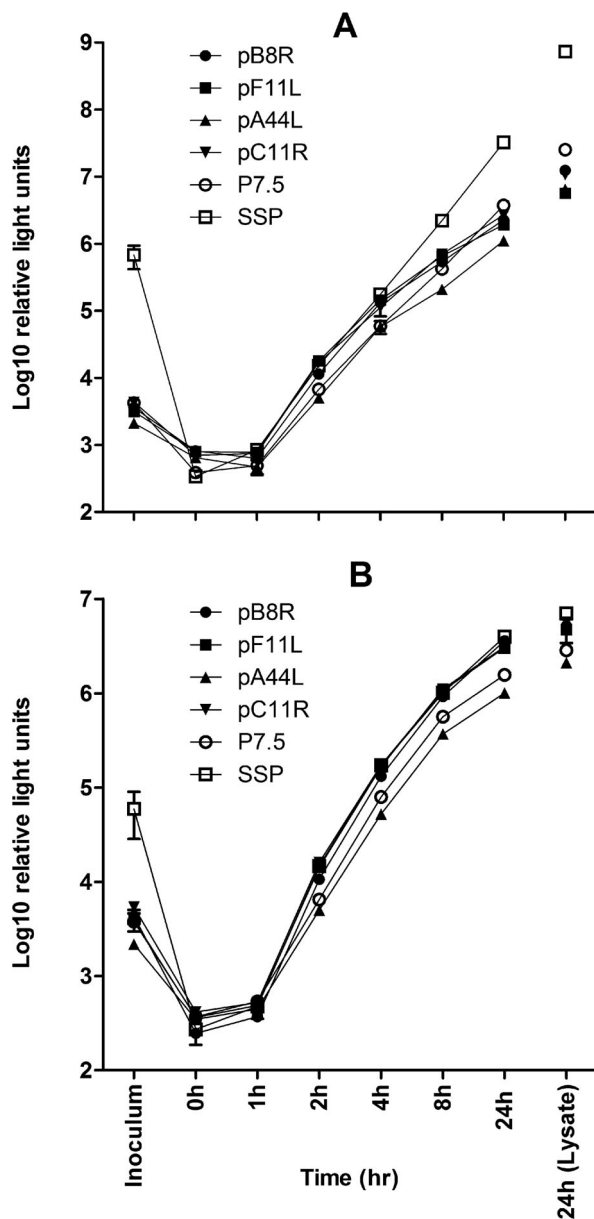 A
9
8
7
6
5
4
3
2
Log10 relative light units
pB8R
pF11L
pA44L
pC11R
P7.5
SSP
B
7
6
5
4
3
2
Log10 relative light units
pB8R
pF11L
pA44L
pC11R
P7.5
SSP
Inoculum
0h
1h
2h
4h
8h
24h
24h (Lysate)
Time (hr)